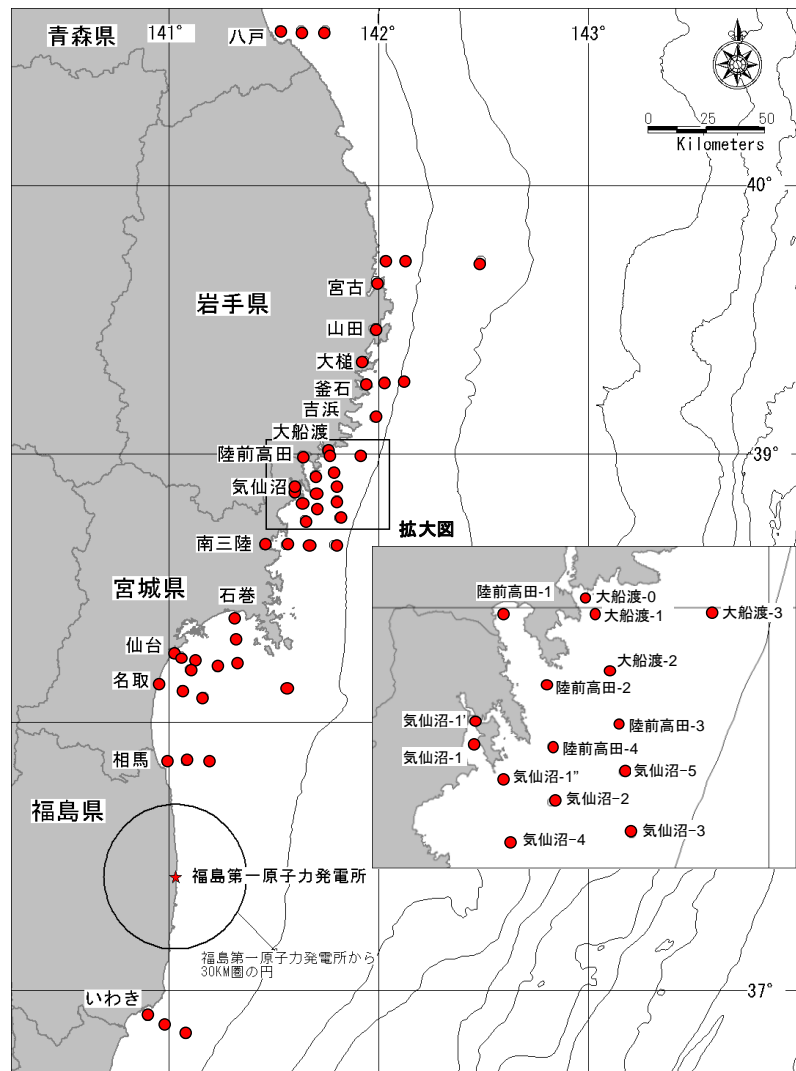 青森県
141°
八戸
142°
143°
0 25 50
Kilometers
40°
宮古
岩手県
山田
大槌
釜石
吉浜
大船渡
陸前高田
39°
気仙沼
拡大図
南三陸
宮城県
石巻
仙台
名取
相馬
福島県
福島第一原子力発電所
福島第一原子力発電所から
30KM圏の円
いわき
37°
陸前高田-1
大船渡-0
大船渡-1
大船渡-3
大船渡-2
陸前高田-2
気仙沼-1'
陸前高田-3
気仙沼-1
陸前高田-4
気仙沼-1"
気仙沼-5
気仙沼-2
気仙沼-4
気仙沼-3